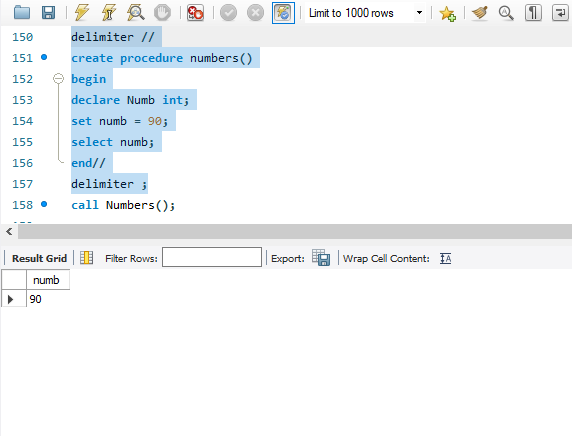 Limit to 1000 rows
150 delimiter //
151 create procedure numbers()
152 begin
153 declare Numb int;
154 set numb = 90;
155 select numb;
156 end//
157 delimiter ;
158 call Numbers();
Result Grid Filter Rows: Export: Wrap Cell Content: IA
numb
90